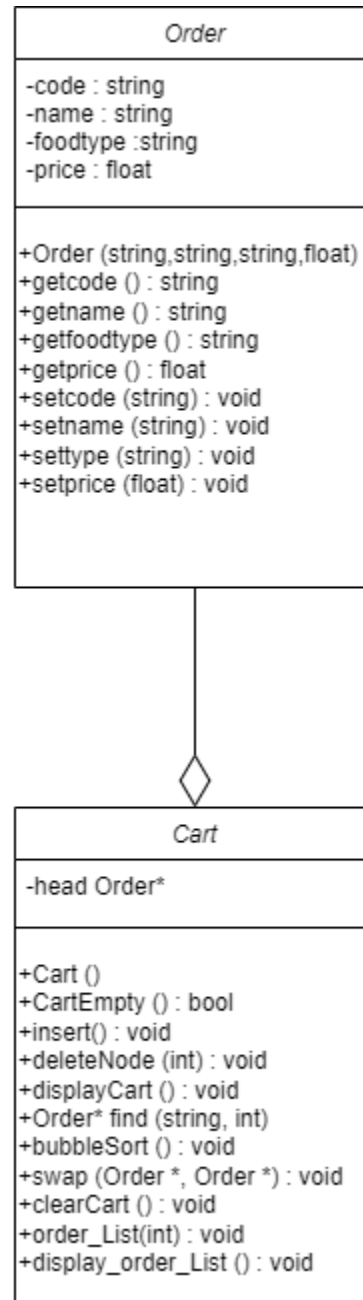 Order
-code : string
-name : string
-foodtype :string
-price : float
+Order (string,string,string,float)
+getcode () : string
+getname () : string
+getfoodtype () : string
+getprice () : float
+setcode (string) : void
+setname (string) : void
+settype (string) : void
+setprice (float) : void
Cart
-head Order*
+Cart ()
+CartEmpty () : bool
+insert() : void
+deleteNode (int) : void
+displayCart () : void
+Order* find (string, int)
+bubbleSort () : void
+swap (Order *, Order *) : void
+clearCart () : void
+order_List(int) : void
+display_order_List () : void